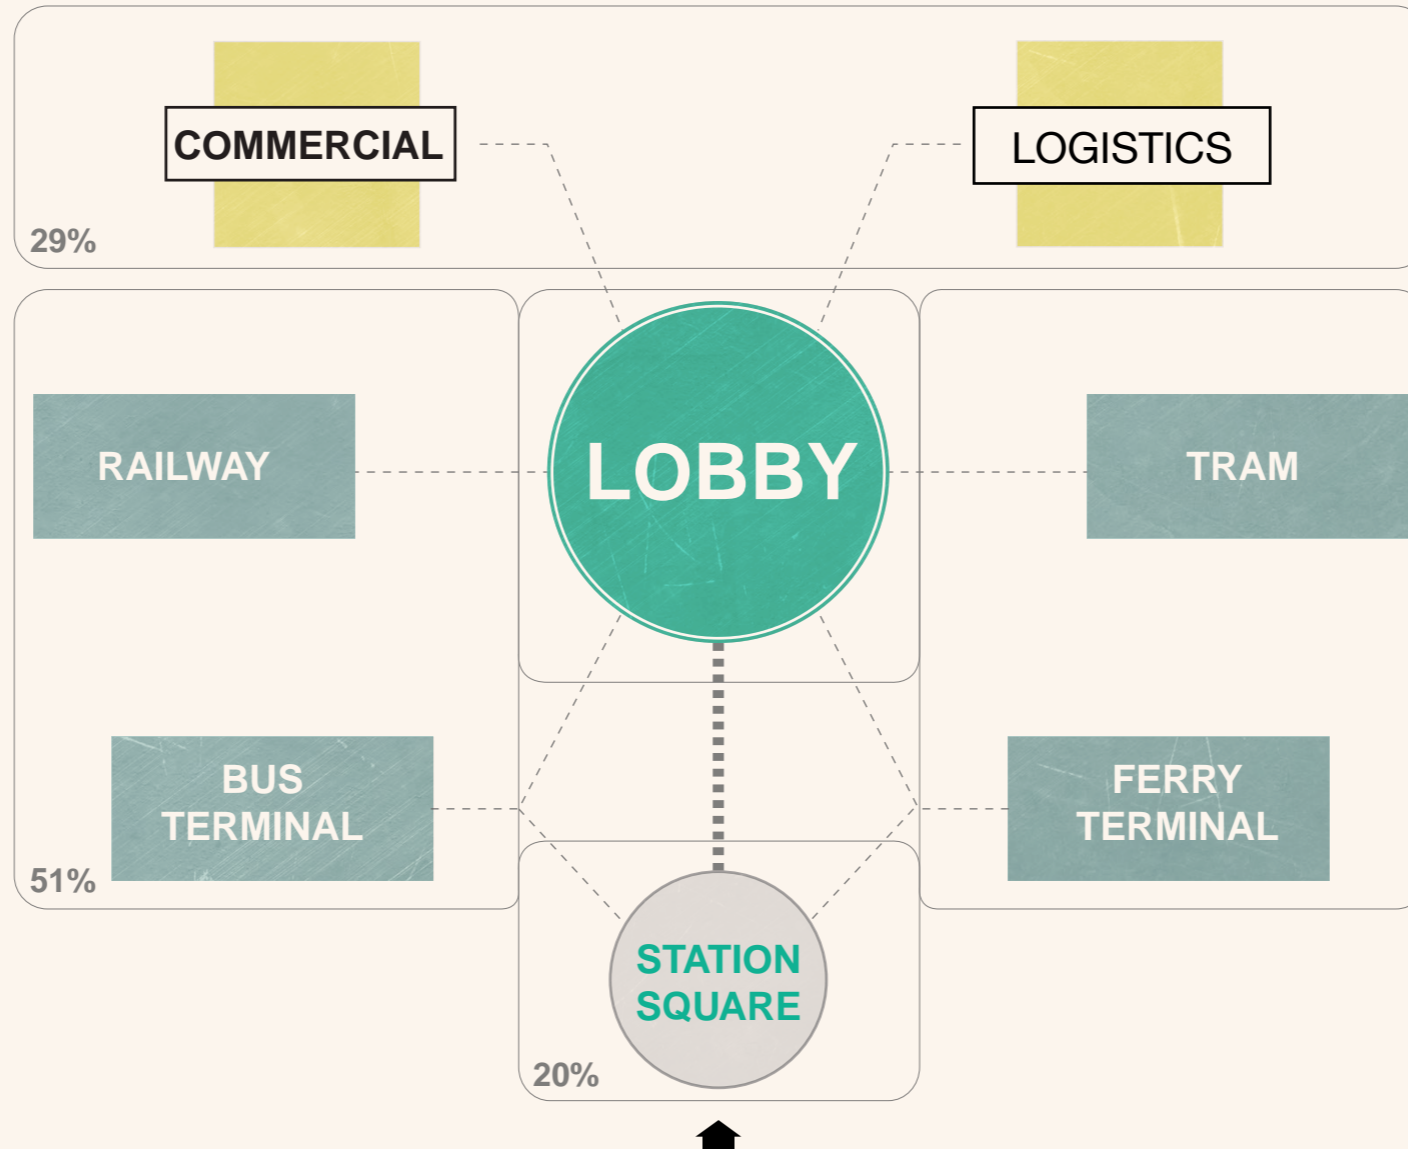 COMMERCIAL
LOGISTICS
29%
LOBBY
RAILWAY
TRAM
BUS
TERMINAL
FERRY
TERMINAL
51%
STATION
SQUARE
20%